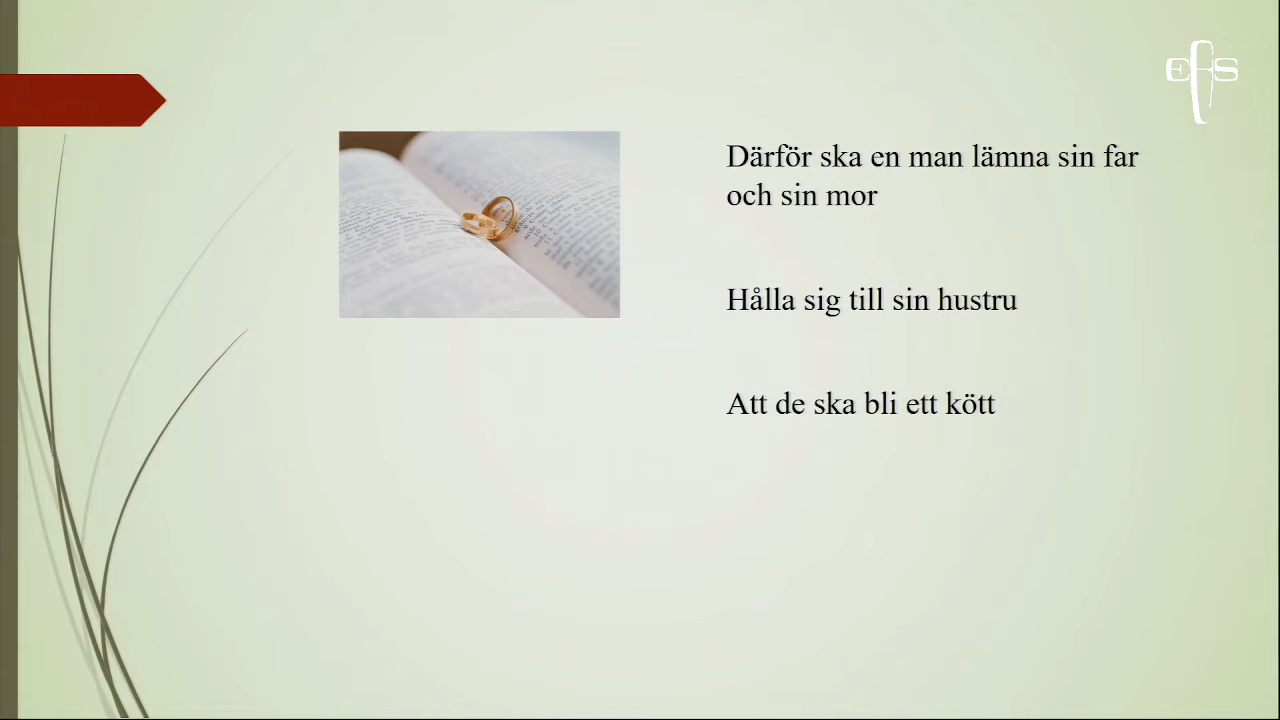 EFS
Därför ska en man lämna sin far
och sin mor
Hålla sig till sin hustru
Att de ska bli ett kött